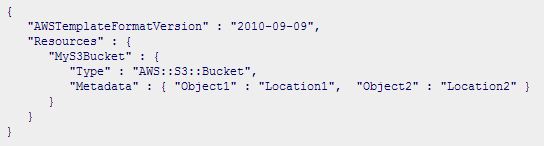 {
"AWSTemplateFormatVersion" : "2010-09-09",
"Resources" : {
"MyS3Bucket" : {
"Type" : "AWS::S3::Bucket",
"Metadata" : { "Object1" : "Location1",  "Object2" : "Location2" }
}
}
}